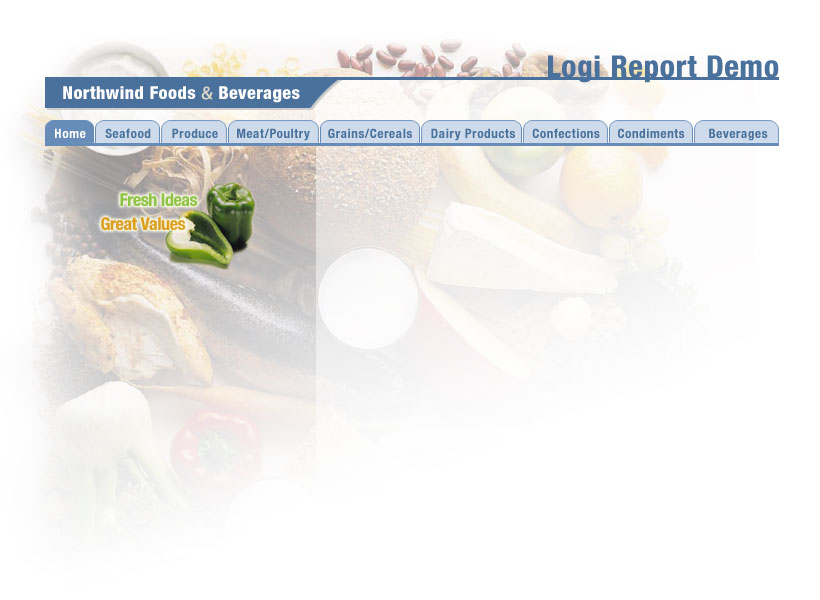 Logi Report Demo
Northwind Foods & Beverages
Home Seafood Produce Meat/Poultry Grains/Cereals Dairy Products Confections Condiments Beverages
Fresh Ideas
Great Values